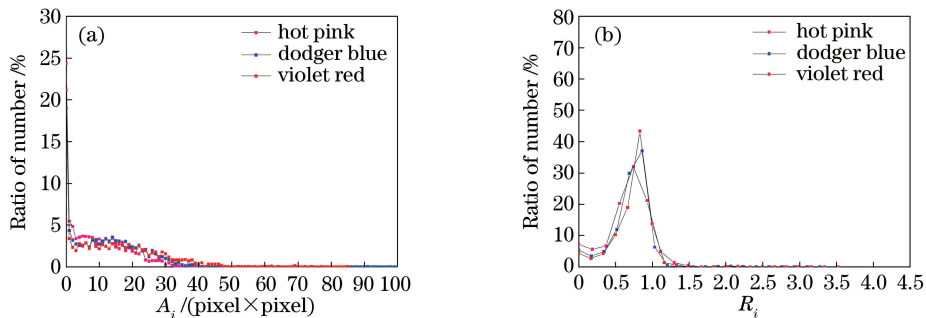 (a)
hot pink
dodger blue
violet red
Ratio of number /%
30
25
20
15
10
5
0
0 10 20 30 40 50 60 70 80 90 100
A_i /(pixel×pixel)
(b)
hot pink
dodger blue
violet red
Ratio of number /%
80
70
60
50
40
30
20
10
0
0 0.5 1.0 1.5 2.0 2.5 3.0 3.5 4.0 4.5
R_i